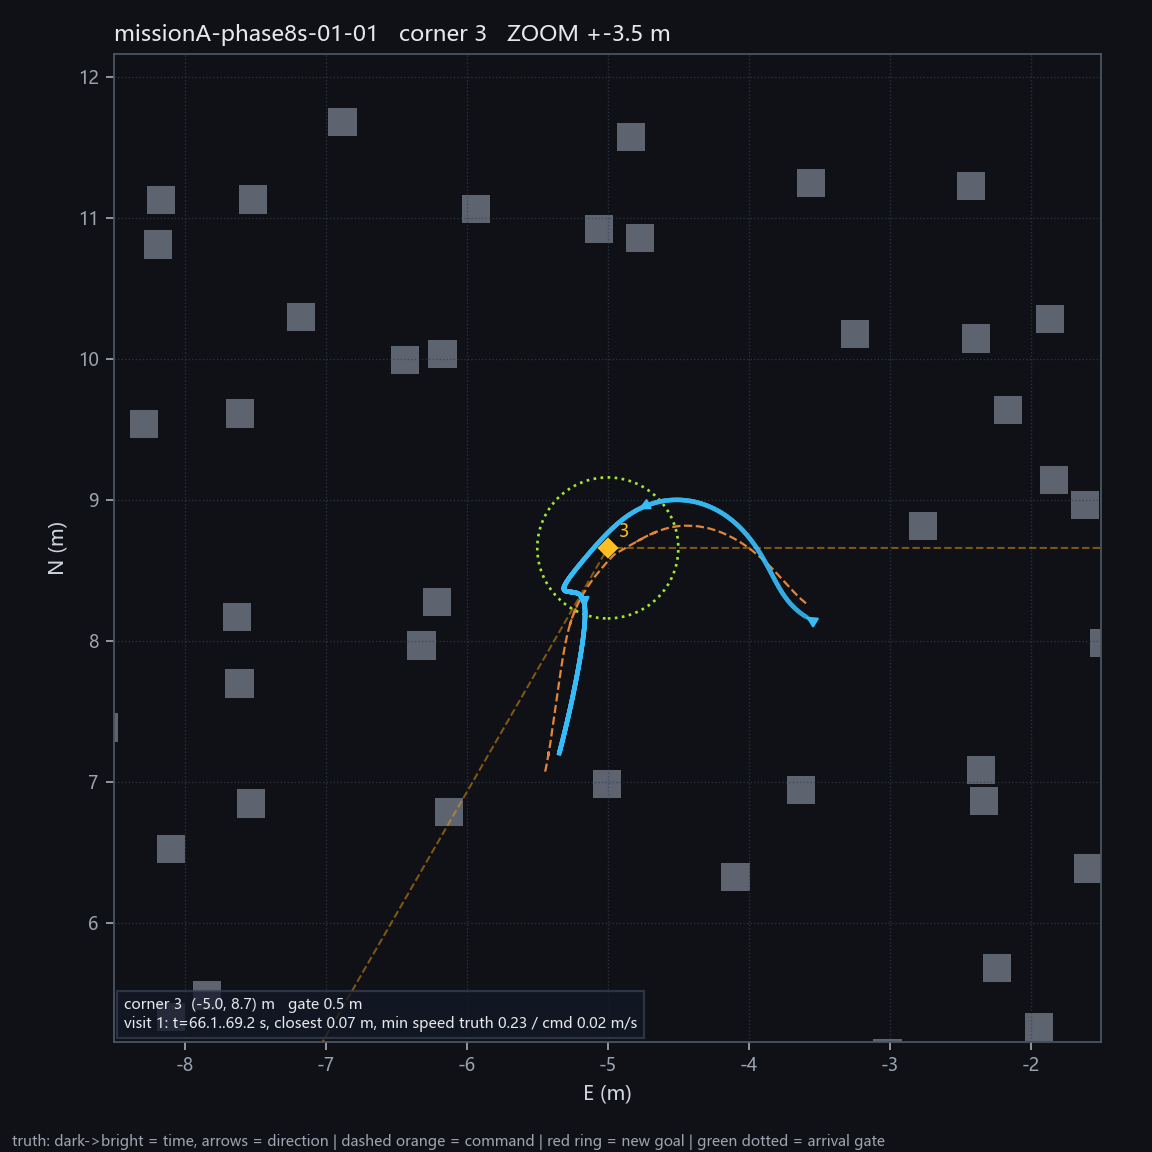 missionA-phase8s-01-01 corner 3 ZOOM +-3.5 m
12
11
10
9
8
7
6
N (m)
3
corner 3 (-5.0, 8.7) m gate 0.5 m
visit 1: t=66.1..69.2 s, closest 0.07 m, min speed truth 0.23 / cmd 0.02 m/s
-8 -7 -6 -5 -4 -3 -2
E (m)
truth: dark->bright = time, arrows = direction | dashed orange = command | red ring = new goal | green dotted = arrival gate